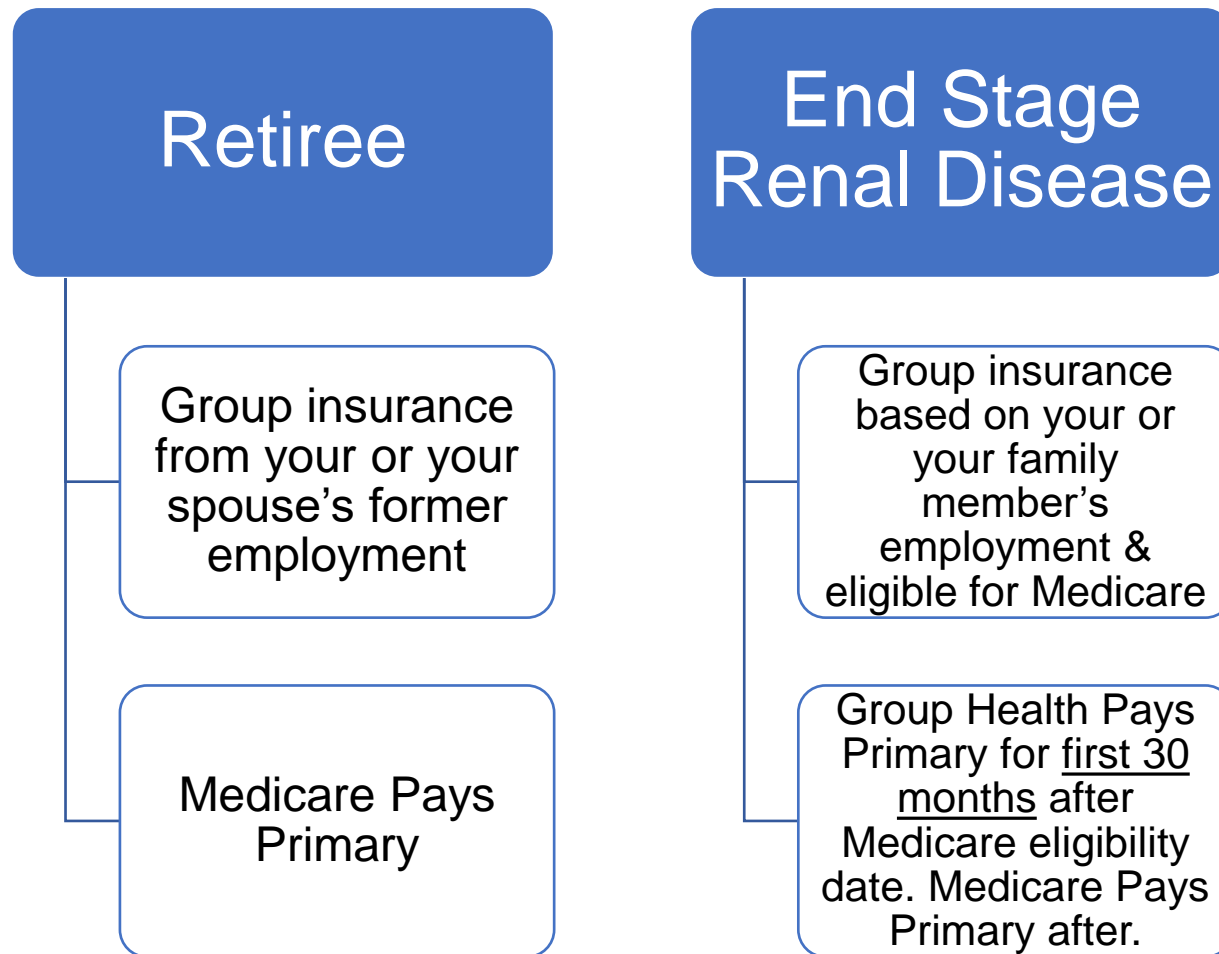 Retiree
Group insurance
from your or your
spouse’s former
employment
Medicare Pays
Primary
End Stage
Renal Disease
Group insurance
based on your or
your family
member’s
employment &
eligible for Medicare
Group Health Pays
Primary for first 30
months after
Medicare eligibility
date. Medicare Pays
Primary after.